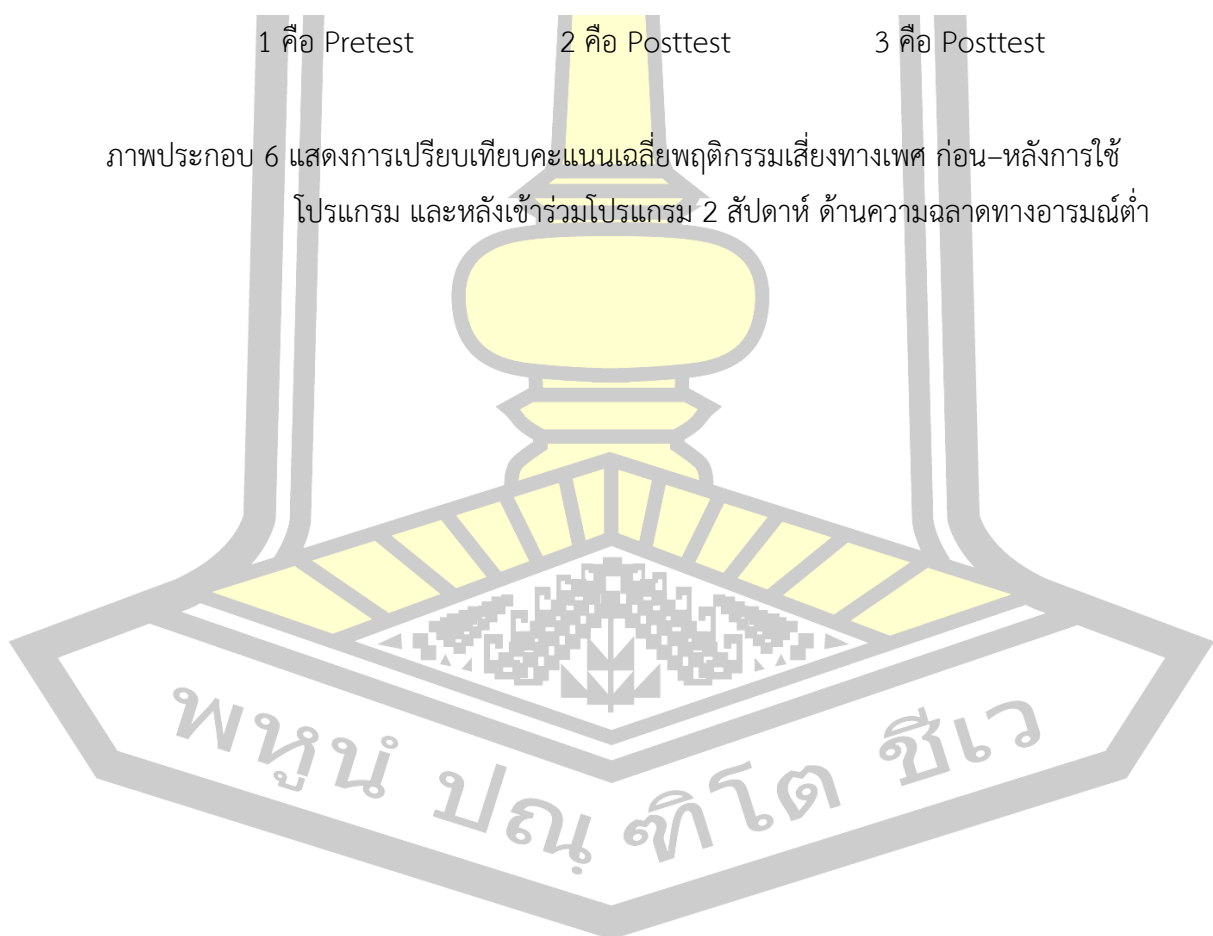 1 คือ Pretest 2 คือ Posttest 3 คือ Posttest
ภาพประกอบ 6 แสดงการเปรียบเทียบคะแนนเฉลี่ยพฤติกรรมเสี่ยงทางเพศ ก่อน–หลังการใช้
โปรแกรม และหลังเข้าร่วมโปรแกรม 2 สัปดาห์ ด้านความฉลาดทางอารมณ์ต่ำ
พหูนํ ปณฺฑิโต ชีเว